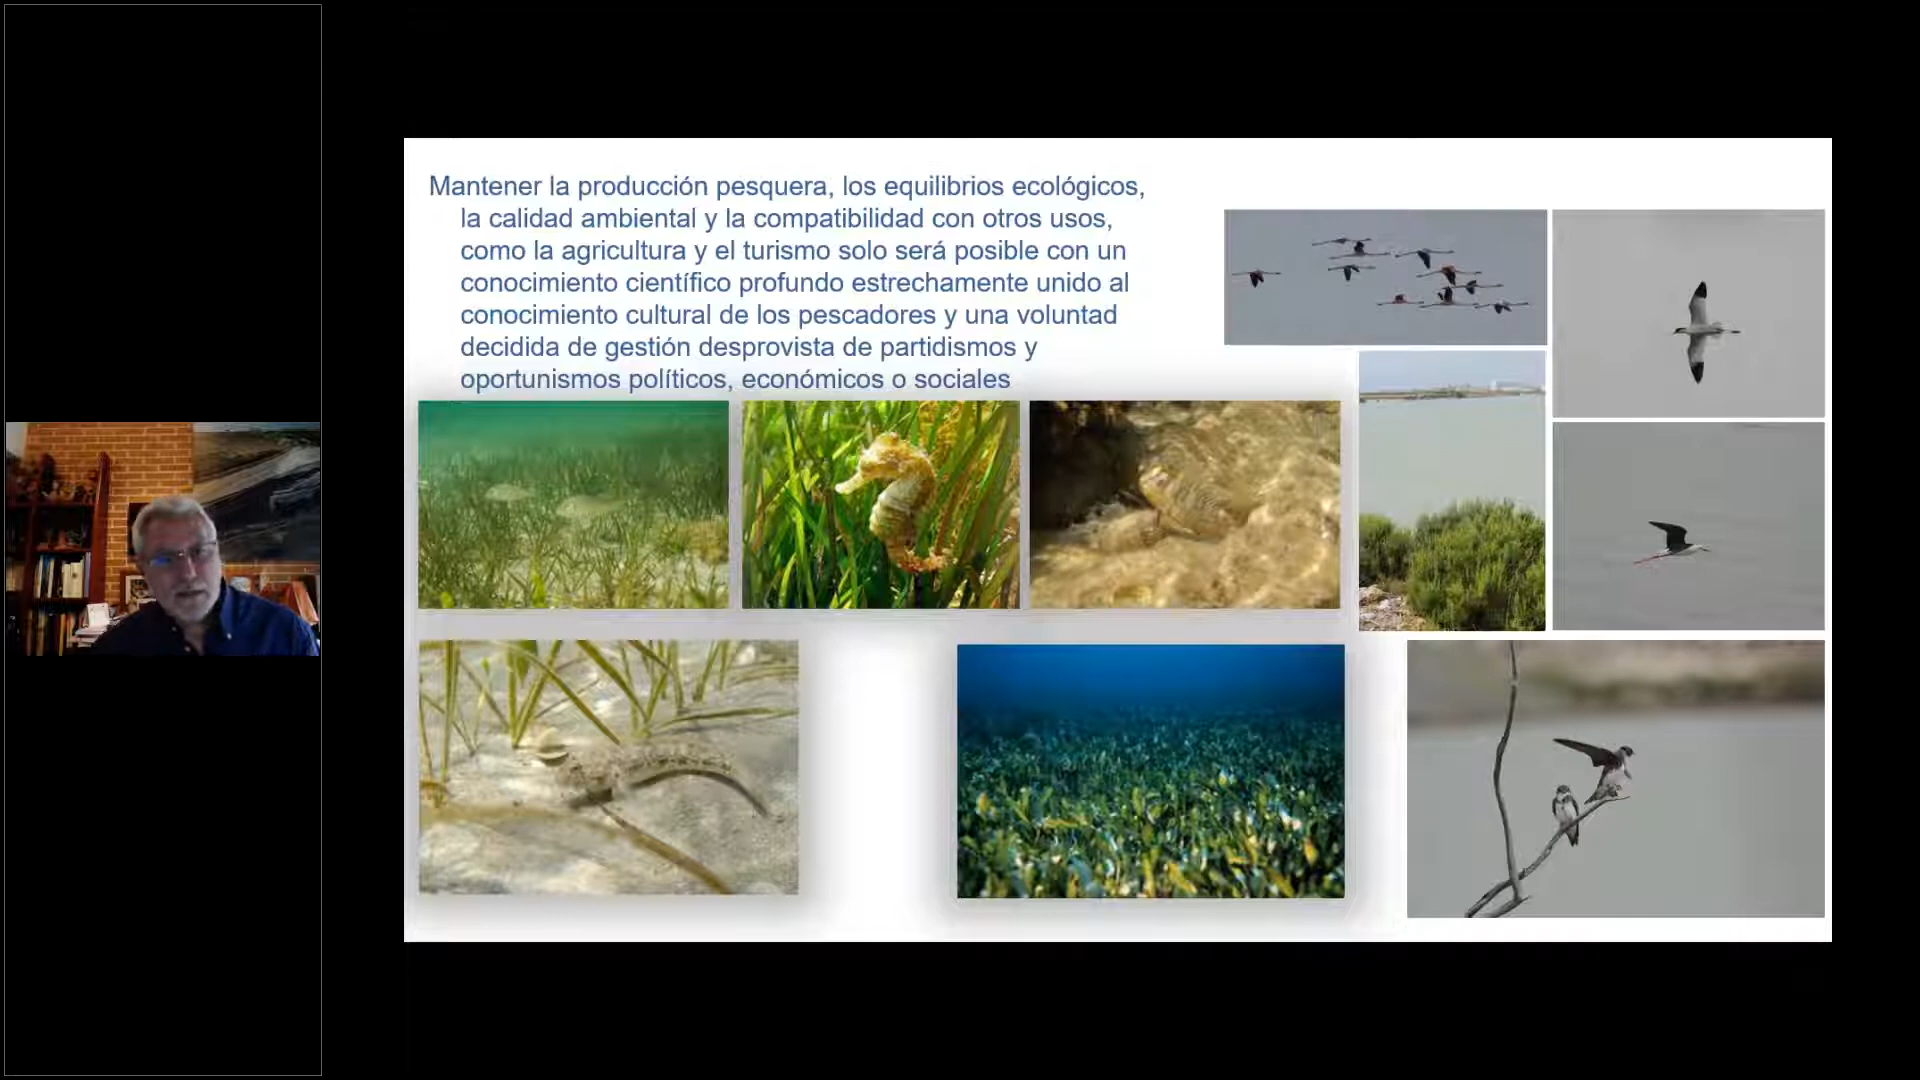 Mantener la producción pesquera, los equilibrios ecológicos,
la calidad ambiental y la compatibilidad con otros usos,
como la agricultura y el turismo solo será posible con un
conocimiento científico profundo estrechamente unido al
conocimiento cultural de los pescadores y una voluntad
decidida de gestión desprovista de partidismos y
oportunismos políticos, económicos o sociales